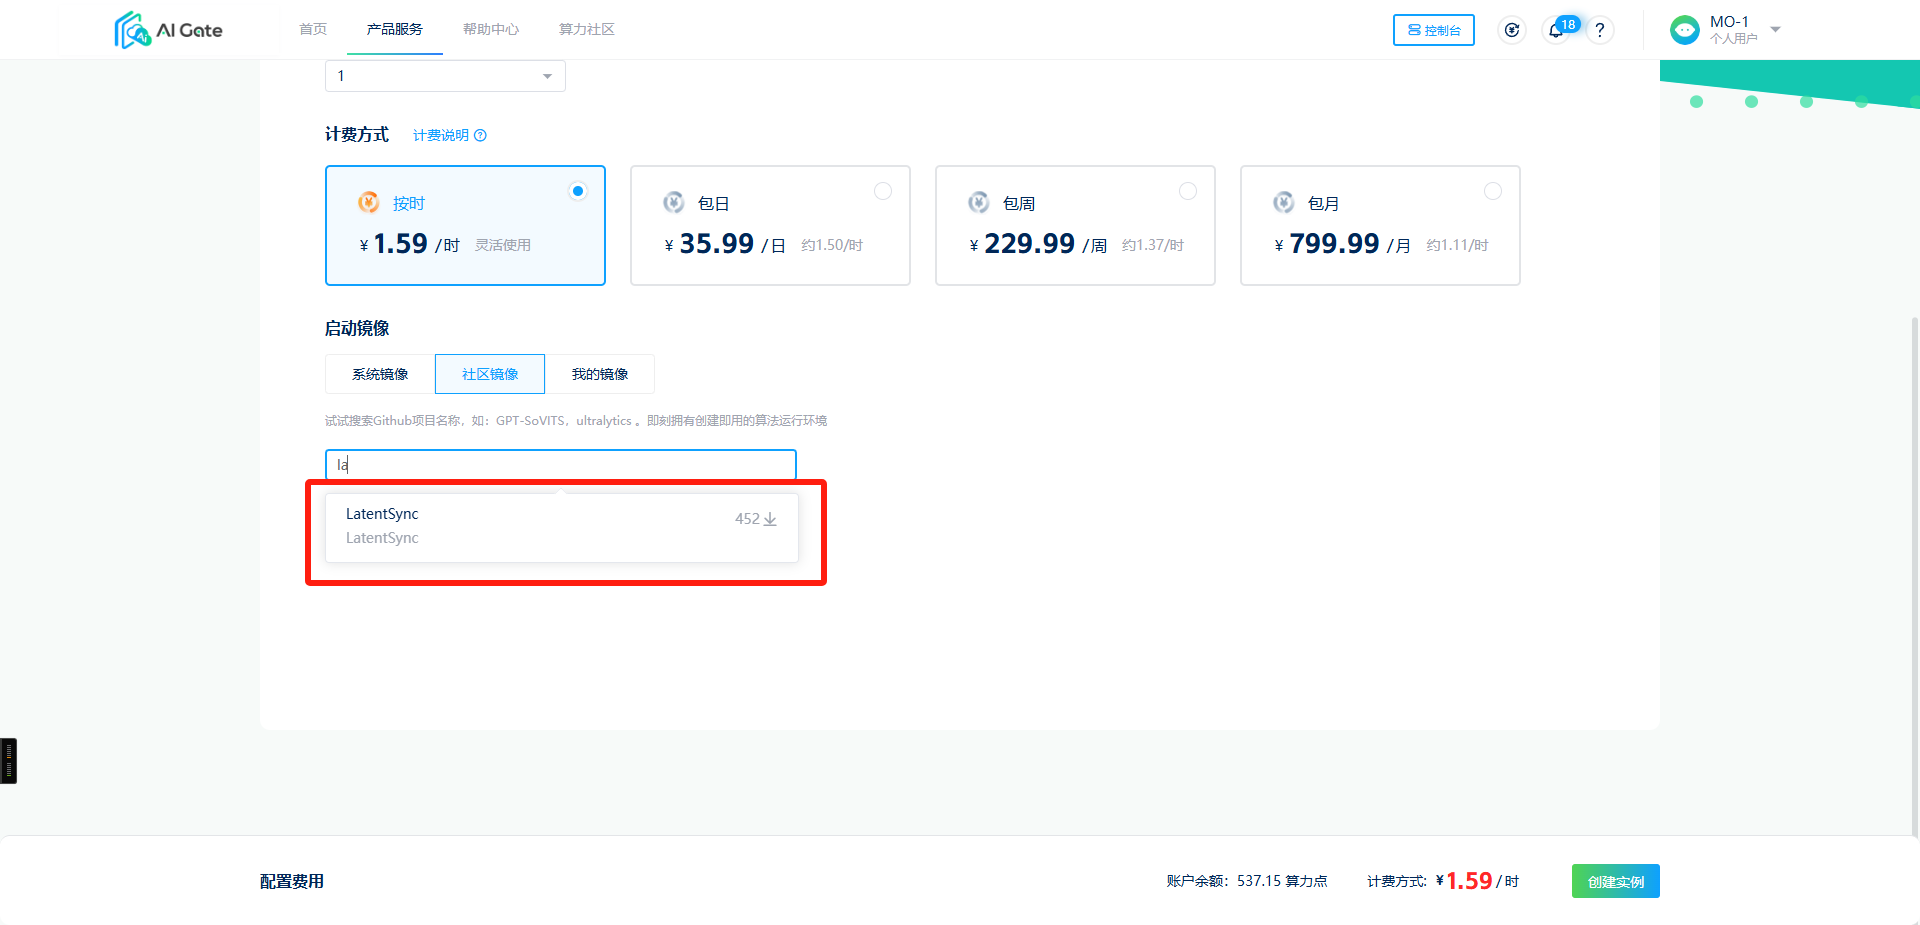 AI Gate
首页
产品服务
帮助中心
算力社区
控制台
18
?
MO-1
个人用户
1
计费方式
计费说明
按时
¥ 1.59 /时 灵活使用
包日
¥ 35.99 /日 约1.50/时
包周
¥ 229.99 /周 约1.37/时
包月
¥ 799.99 /月 约1.11/时
启动镜像
系统镜像
社区镜像
我的镜像
试试搜索Github项目名称，如：GPT-SoVITS，ultralytics 。即刻拥有创建即用的算法运行环境
la
LatentSync
452
LatentSync
配置费用
账户余额：537.15 算力点
计费方式: ¥1.59 / 时
创建实例